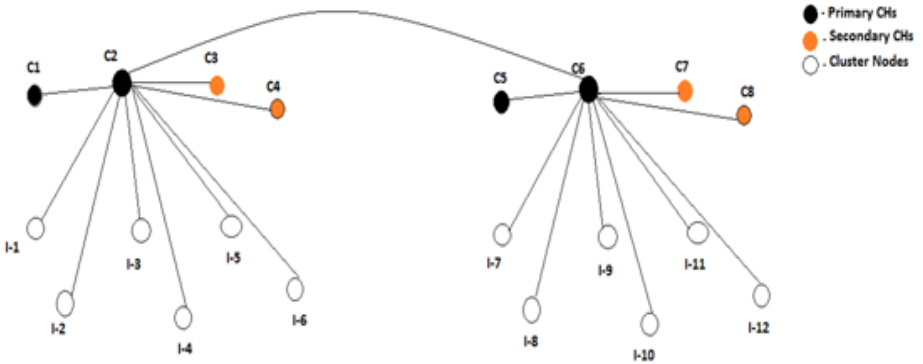 - Primary CHs
. Secondary CHs
. Cluster Nodes
C1
C2
C3
C4
C5
C6
C7
C8
I-1
I-2
I-3
I-4
I-5
I-6
I-7
I-8
I-9
I-10
I-11
I-12